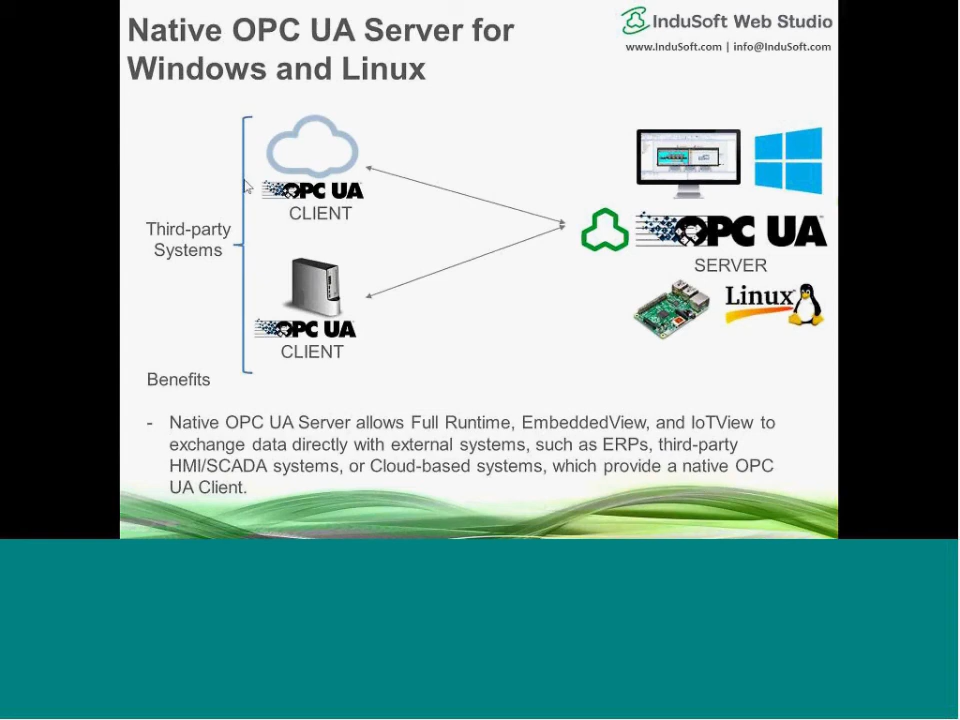 Native OPC UA Server for
Windows and Linux
InduSoft Web Studio
www.InduSoft.com | info@InduSoft.com
OPC UA
CLIENT
Third-party
Systems
OPC UA
SERVER
Linux
OPC UA
CLIENT
Benefits
- Native OPC UA Server allows Full Runtime, EmbeddedView, and IoTView to
exchange data directly with external systems, such as ERPs, third-party
HMI/SCADA systems, or Cloud-based systems, which provide a native OPC
UA Client.